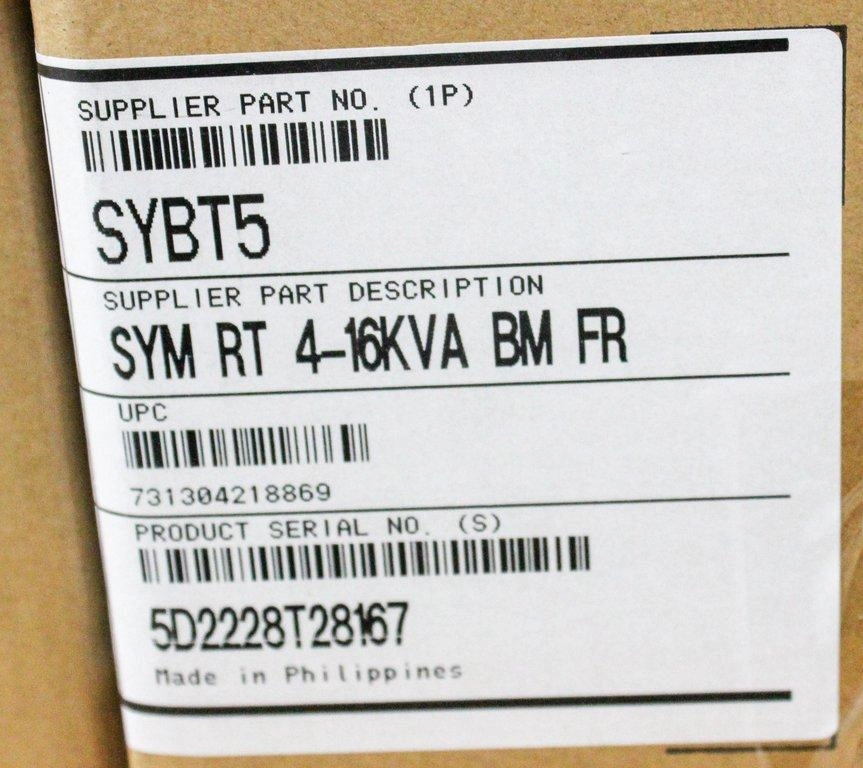 SUPPLIER PART NO. (1P)
SYBT5
SUPPLIER PART DESCRIPTION
SYM RT 4-16KVA BM FR
UPC
731304218869
PRODUCT SERIAL NO. (S)
5D2228T28167
Made in Philippines